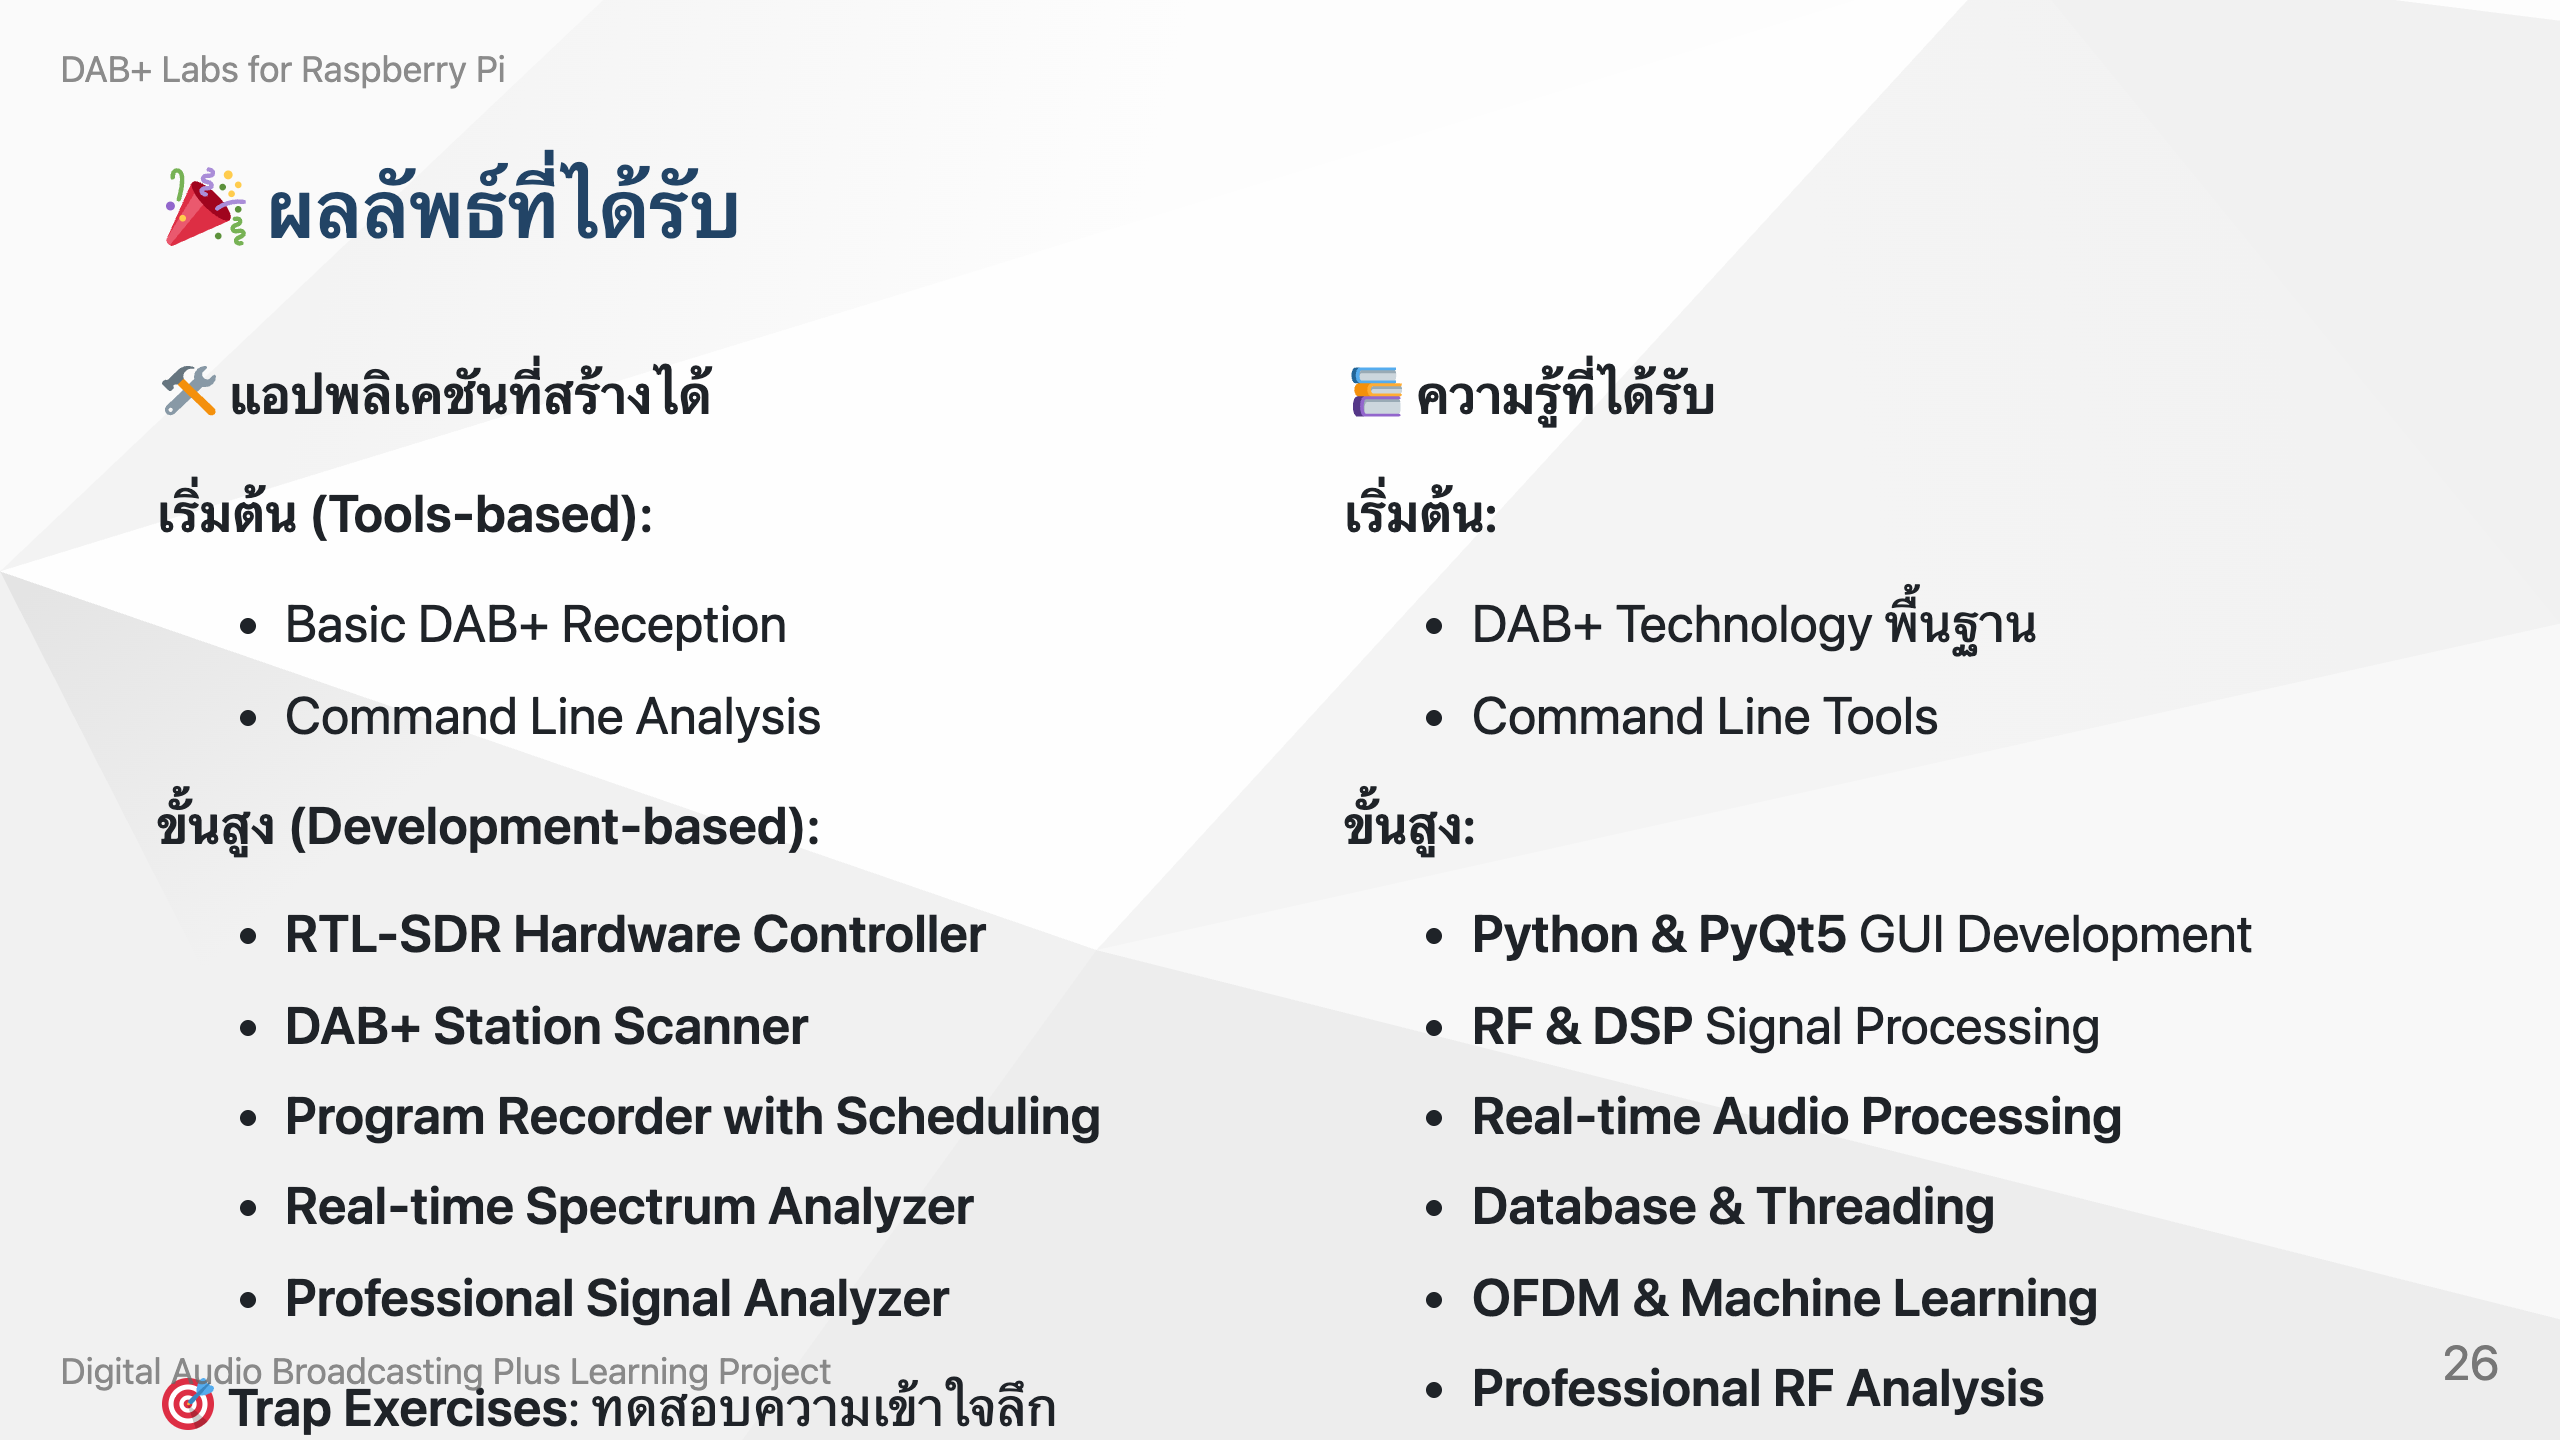 DAB+ Labs for Raspberry Pi
🎉 ผลลัพธ์ที่ได้รับ
🛠️ แอปพลิเคชันที่สร้างได้
เริ่มต้น (Tools-based):
• Basic DAB+ Reception
• Command Line Analysis
ขั้นสูง (Development-based):
• RTL-SDR Hardware Controller
• DAB+ Station Scanner
• Program Recorder with Scheduling
• Real-time Spectrum Analyzer
• Professional Signal Analyzer
🎯 Trap Exercises: ทดสอบความเข้าใจลึก
📚 ความรู้ที่ได้รับ
เริ่มต้น:
• DAB+ Technology พื้นฐาน
• Command Line Tools
ขั้นสูง:
• Python & PyQt5 GUI Development
• RF & DSP Signal Processing
• Real-time Audio Processing
• Database & Threading
• OFDM & Machine Learning
• Professional RF Analysis
Digital Audio Broadcasting Plus Learning Project
26